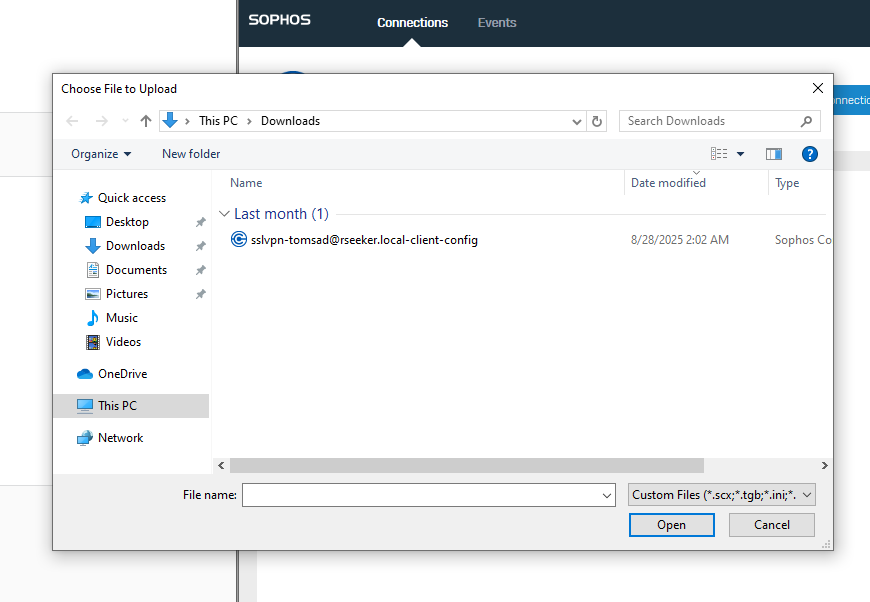 SOPHOS
Connections
Events
Choose File to Upload
This PC
Downloads
Search Downloads
onnectic
Organize
New folder
Name
Date modified
Type
Quick access
Desktop
Downloads
Documents
Pictures
Music
Videos
OneDrive
This PC
Network
Last month (1)
sslvpn-tomsad@rseeker.local-client-config
8/28/2025 2:02 AM
Sophos Co
File name:
Custom Files (*.scx;*.tgb;*.ini;*.
Open
Cancel